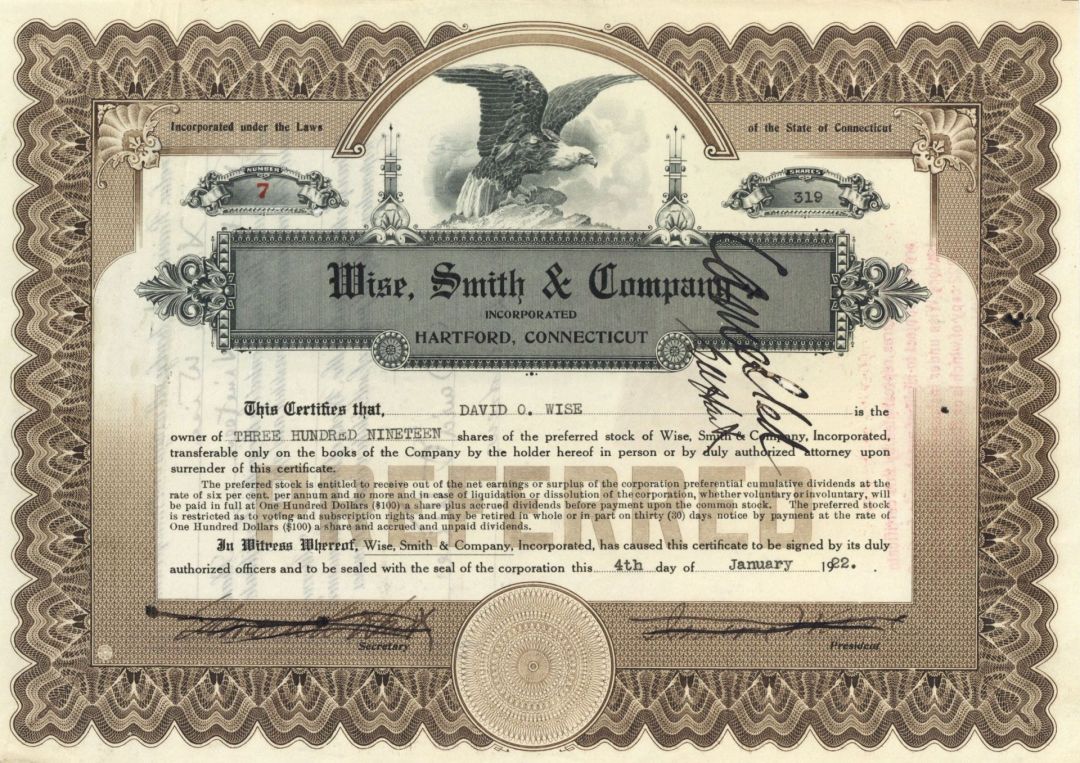 Incorporated under the Laws of the State of Connecticut
NUMBER
7
SHARES
319
Wise, Smith & Company
INCORPORATED
HARTFORD, CONNECTICUT
Cancelled
This Certifies that, DAVID O. WISE is the
owner of THREE HUNDRED NINETEEN shares of the preferred stock of Wise, Smith & Company, Incorporated,
transferable only on the books of the Company by the holder hereof in person or by duly authorized attorney upon
surrender of this certificate.
PREFERRED
The preferred stock is entitled to receive out of the net earnings or surplus of the corporation preferential cumulative dividends at the
rate of six per cent. per annum and no more and in case of liquidation or dissolution of the corporation, whether voluntary or involuntary, will
be paid in full at One Hundred Dollars ($100) a share plus accrued dividends before payment upon the common stock. The preferred stock
is restricted as to voting and subscription rights and may be retired in whole or in part on thirty (30) days notice by payment at the rate of
One Hundred Dollars ($100) a share and accrued and unpaid dividends.
In Witness Whereof, Wise, Smith & Company, Incorporated, has caused this certificate to be signed by its duly
authorized officers and to be sealed with the seal of the corporation this 4th day of January 1922.
Secretary
President